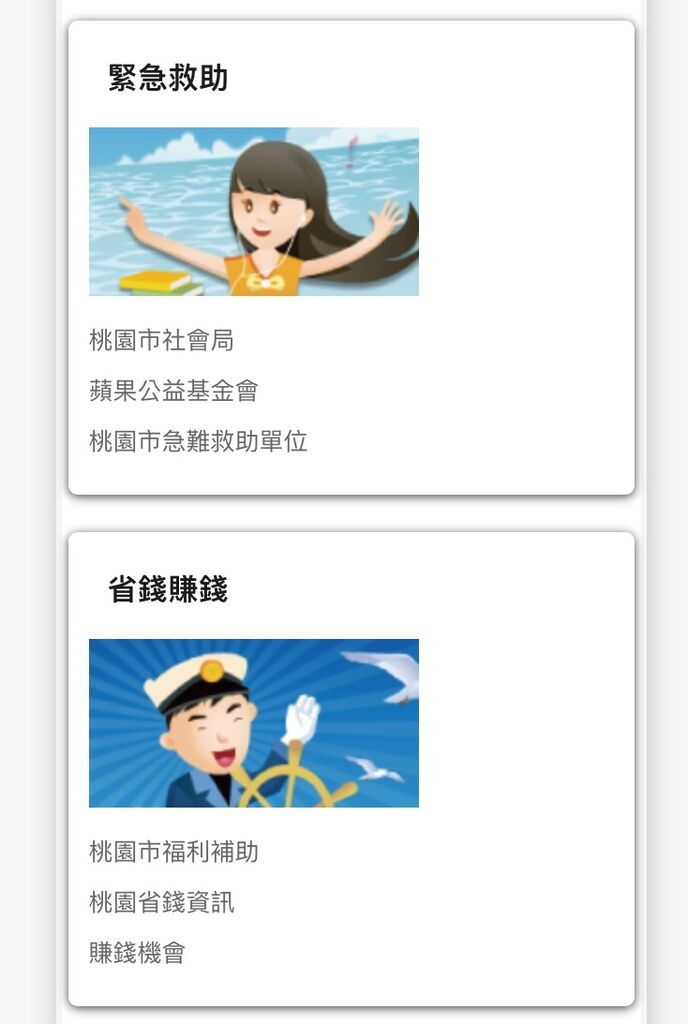 緊急救助
桃園市社會局
蘋果公益基金會
桃園市急難救助單位
省錢賺錢
桃園市福利補助
桃園省錢資訊
賺錢機會